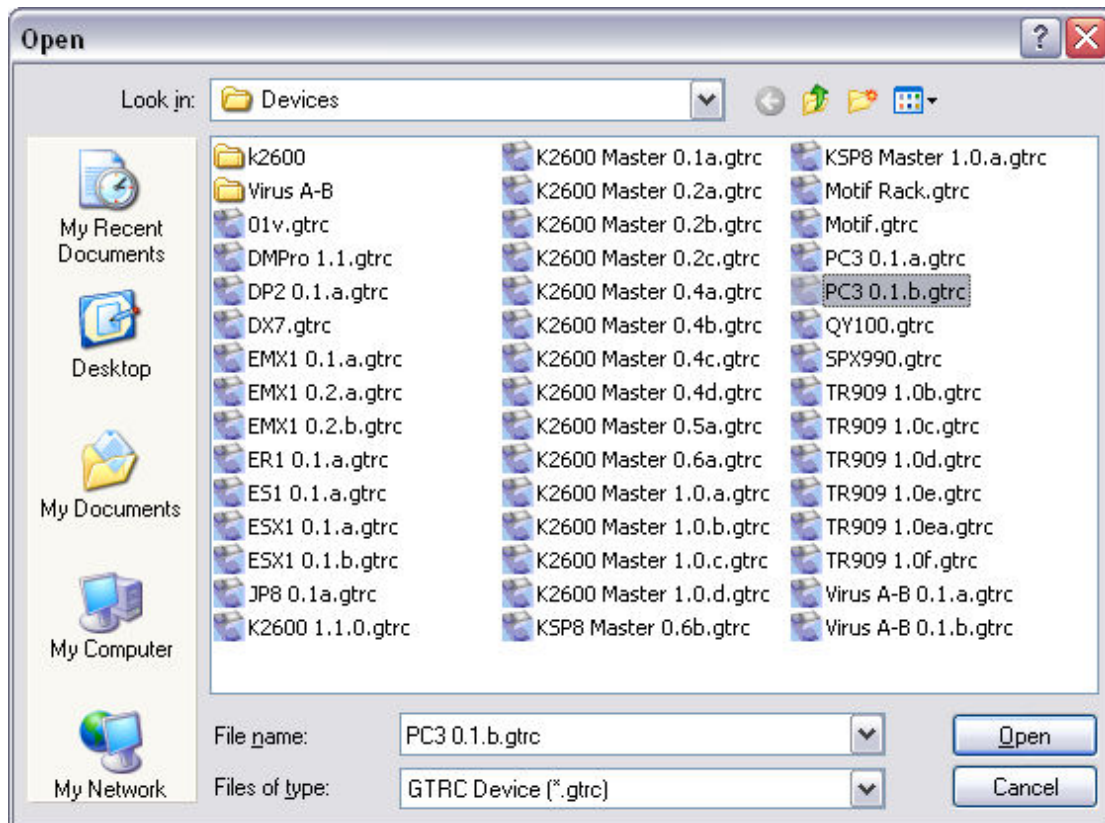 Open
Look in:
Devices
My Recent
Documents
Desktop
My Documents
My Computer
My Network
k2600
Virus A-B
01v.gtrc
DMPro 1.1.gtrc
DP2 0.1.a.gtrc
DX7.gtrc
EMX1 0.1.a.gtrc
EMX1 0.2.a.gtrc
EMX1 0.2.b.gtrc
ER1 0.1.a.gtrc
ES1 0.1.a.gtrc
ESX1 0.1.a.gtrc
ESX1 0.1.b.gtrc
JP8 0.1a.gtrc
K2600 1.1.0.gtrc
K2600 Master 0.1a.gtrc
K2600 Master 0.2a.gtrc
K2600 Master 0.2b.gtrc
K2600 Master 0.2c.gtrc
K2600 Master 0.4a.gtrc
K2600 Master 0.4b.gtrc
K2600 Master 0.4c.gtrc
K2600 Master 0.4d.gtrc
K2600 Master 0.5a.gtrc
K2600 Master 0.6a.gtrc
K2600 Master 1.0.a.gtrc
K2600 Master 1.0.b.gtrc
K2600 Master 1.0.c.gtrc
K2600 Master 1.0.d.gtrc
KSP8 Master 0.6b.gtrc
KSP8 Master 1.0.a.gtrc
Motif Rack.gtrc
Motif.gtrc
PC3 0.1.a.gtrc
PC3 0.1.b.gtrc
QY100.gtrc
SPX990.gtrc
TR909 1.0b.gtrc
TR909 1.0c.gtrc
TR909 1.0d.gtrc
TR909 1.0e.gtrc
TR909 1.0ea.gtrc
TR909 1.0f.gtrc
Virus A-B 0.1.a.gtrc
Virus A-B 0.1.b.gtrc
File name:
PC3 0.1.b.gtrc
Open
Files of type:
GTRC Device (*.gtrc)
Cancel